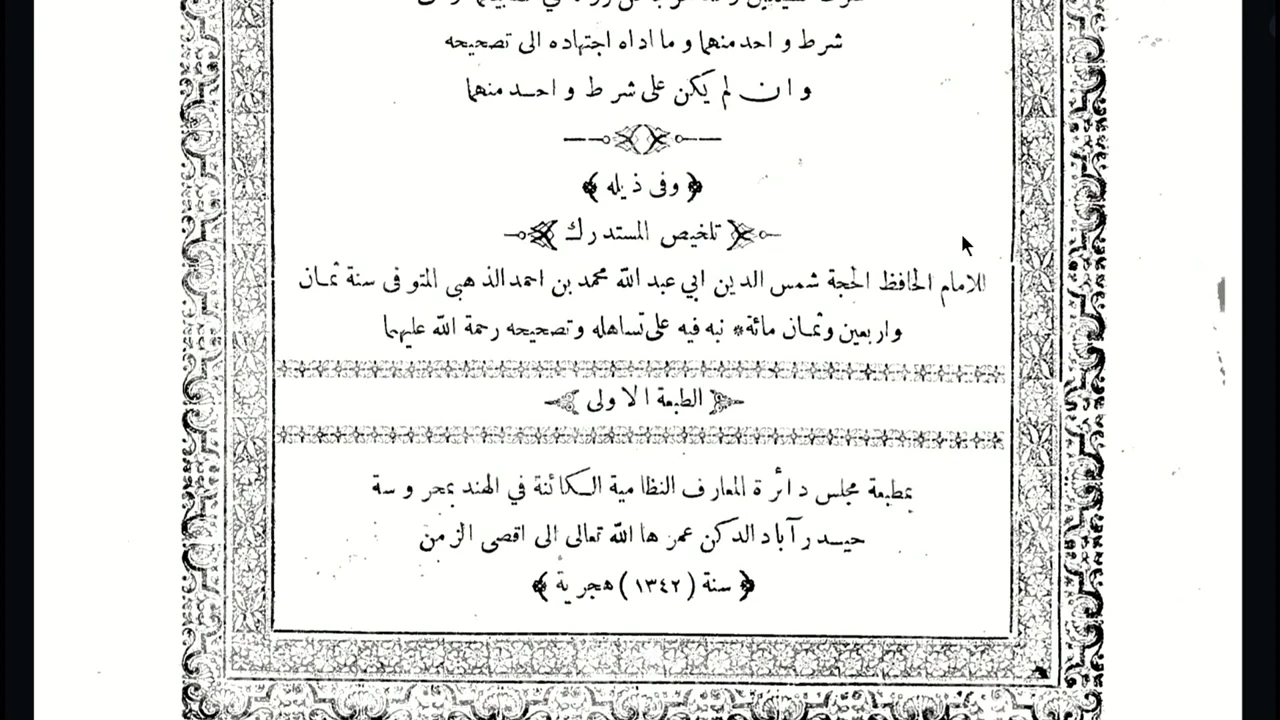 شرط واحد منهما وما اداه اجتهاده الى تصحيحه
وان لم يكن على شرط واحد منهما
﴿ وفى ذيله ﴾
تلخيص المستدرك
للامام الحافظ الحجة شمس الدين ابي عبد الله محمد بن احمد الذهبى المتوفى سنة ثمان
واربعين وثمان مائة * نبه فيه على تساهله وتصحيحه رحمة الله عليهما
الطبعة الاولى
بمطبعة مجلس دائرة المعارف النظامية الكائنة في الهند بمحروسة
حيدرآباد الدكن عمرها الله تعالى الى اقصى الزمن
﴿ سنة (١٣٤٢) هجرية ﴾